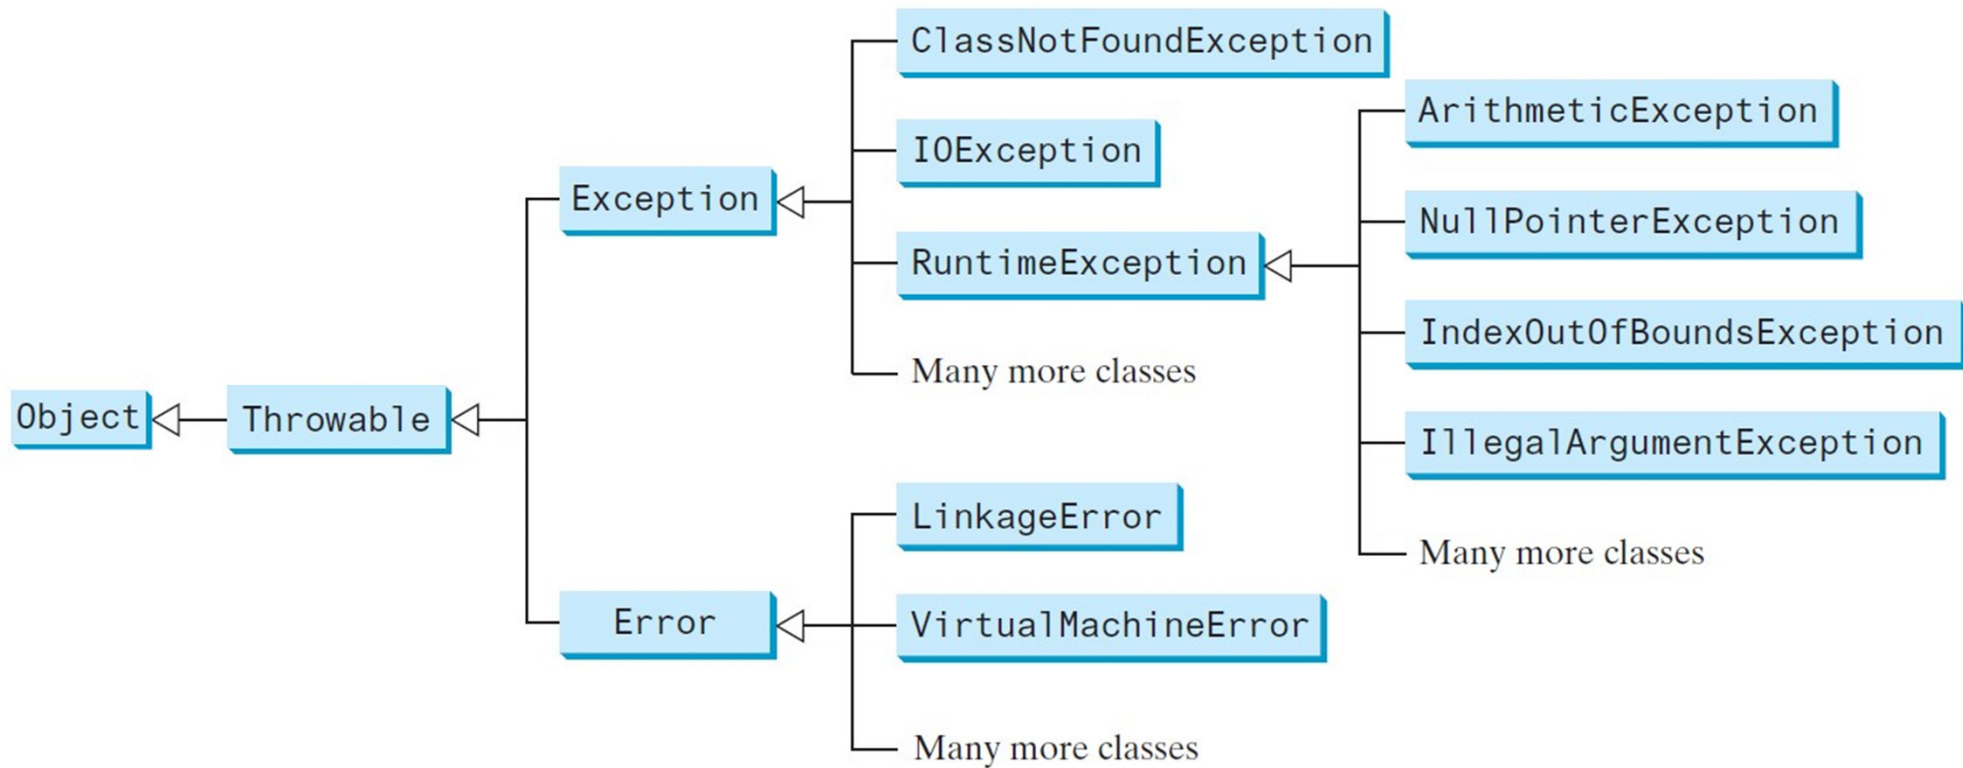 ClassNotFoundException
ArithmeticException
IOException
NullPointerException
Exception
RuntimeException
IndexOutOfBoundsException
Many more classes
Object
Throwable
IllegalArgumentException
LinkageError
Many more classes
Error
VirtualMachineError
Many more classes